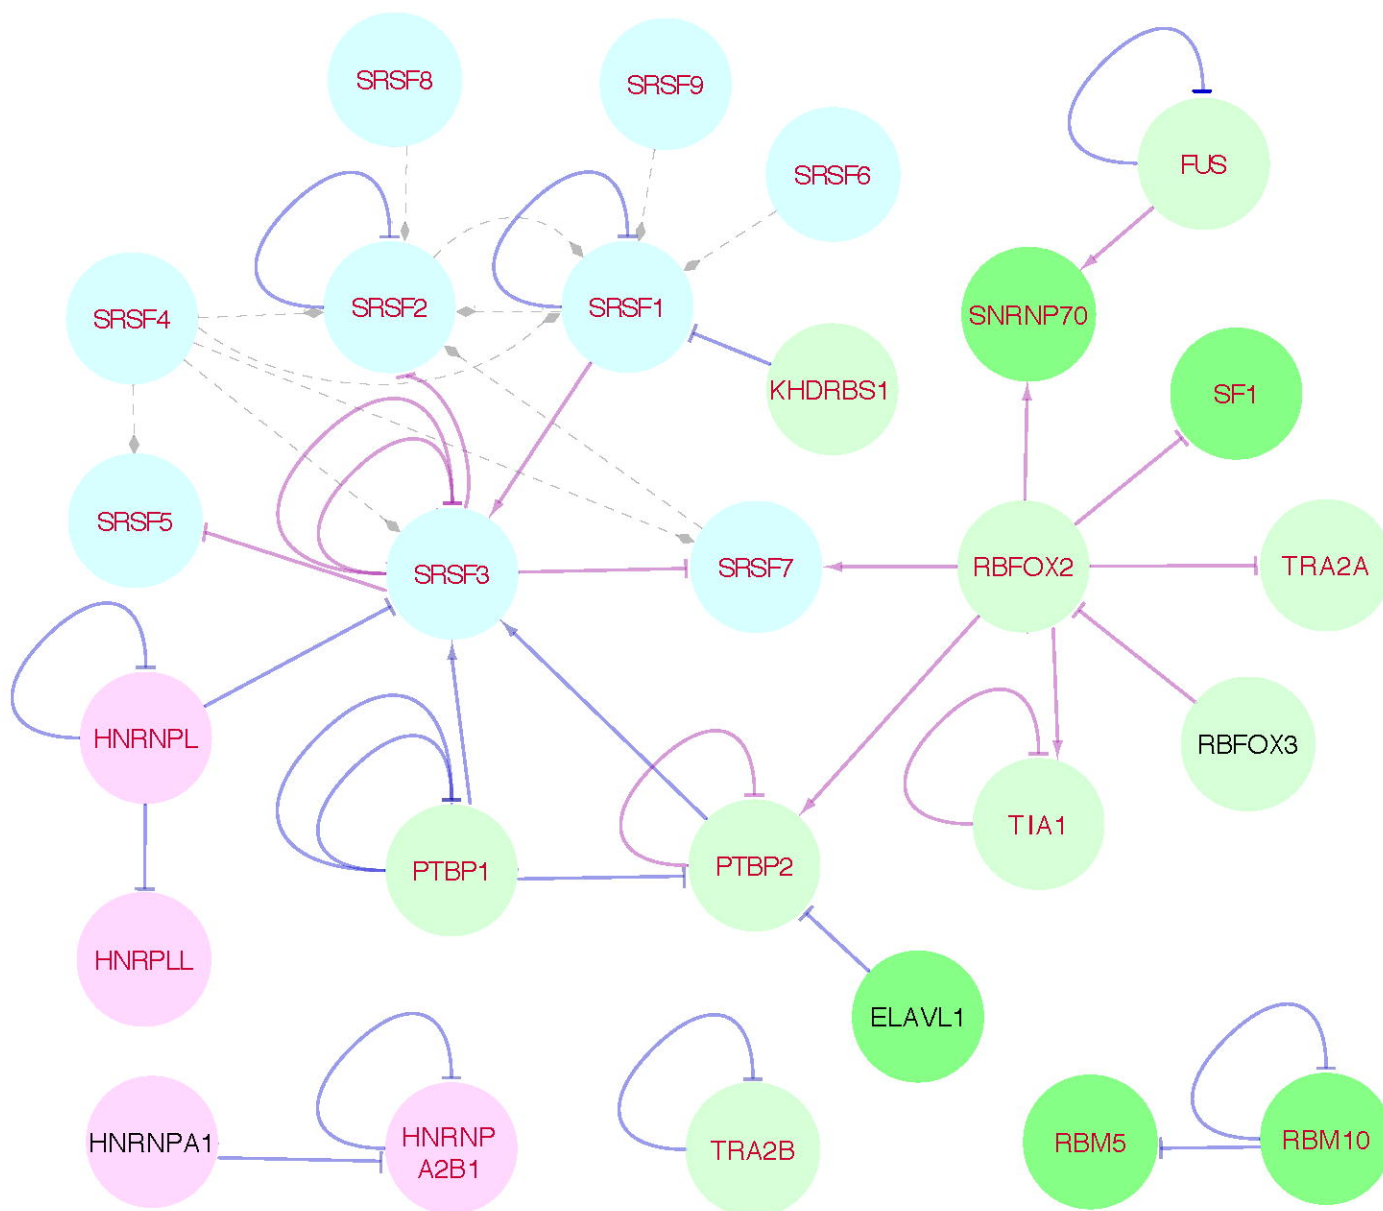 SRSF8
SRSF9
FUS
SRSF6
SRSF4
SRSF2
SRSF1
SNRNP70
KHDRBS1
SF1
SRSF5
SRSF3
SRSF7
RBFOX2
TRA2A
HNRNPL
RBFOX3
PTBP1
PTBP2
TIA1
HNRPLL
ELAVL1
HNRNPA1
HNRNP
A2B1
TRA2B
RBM5
RBM10